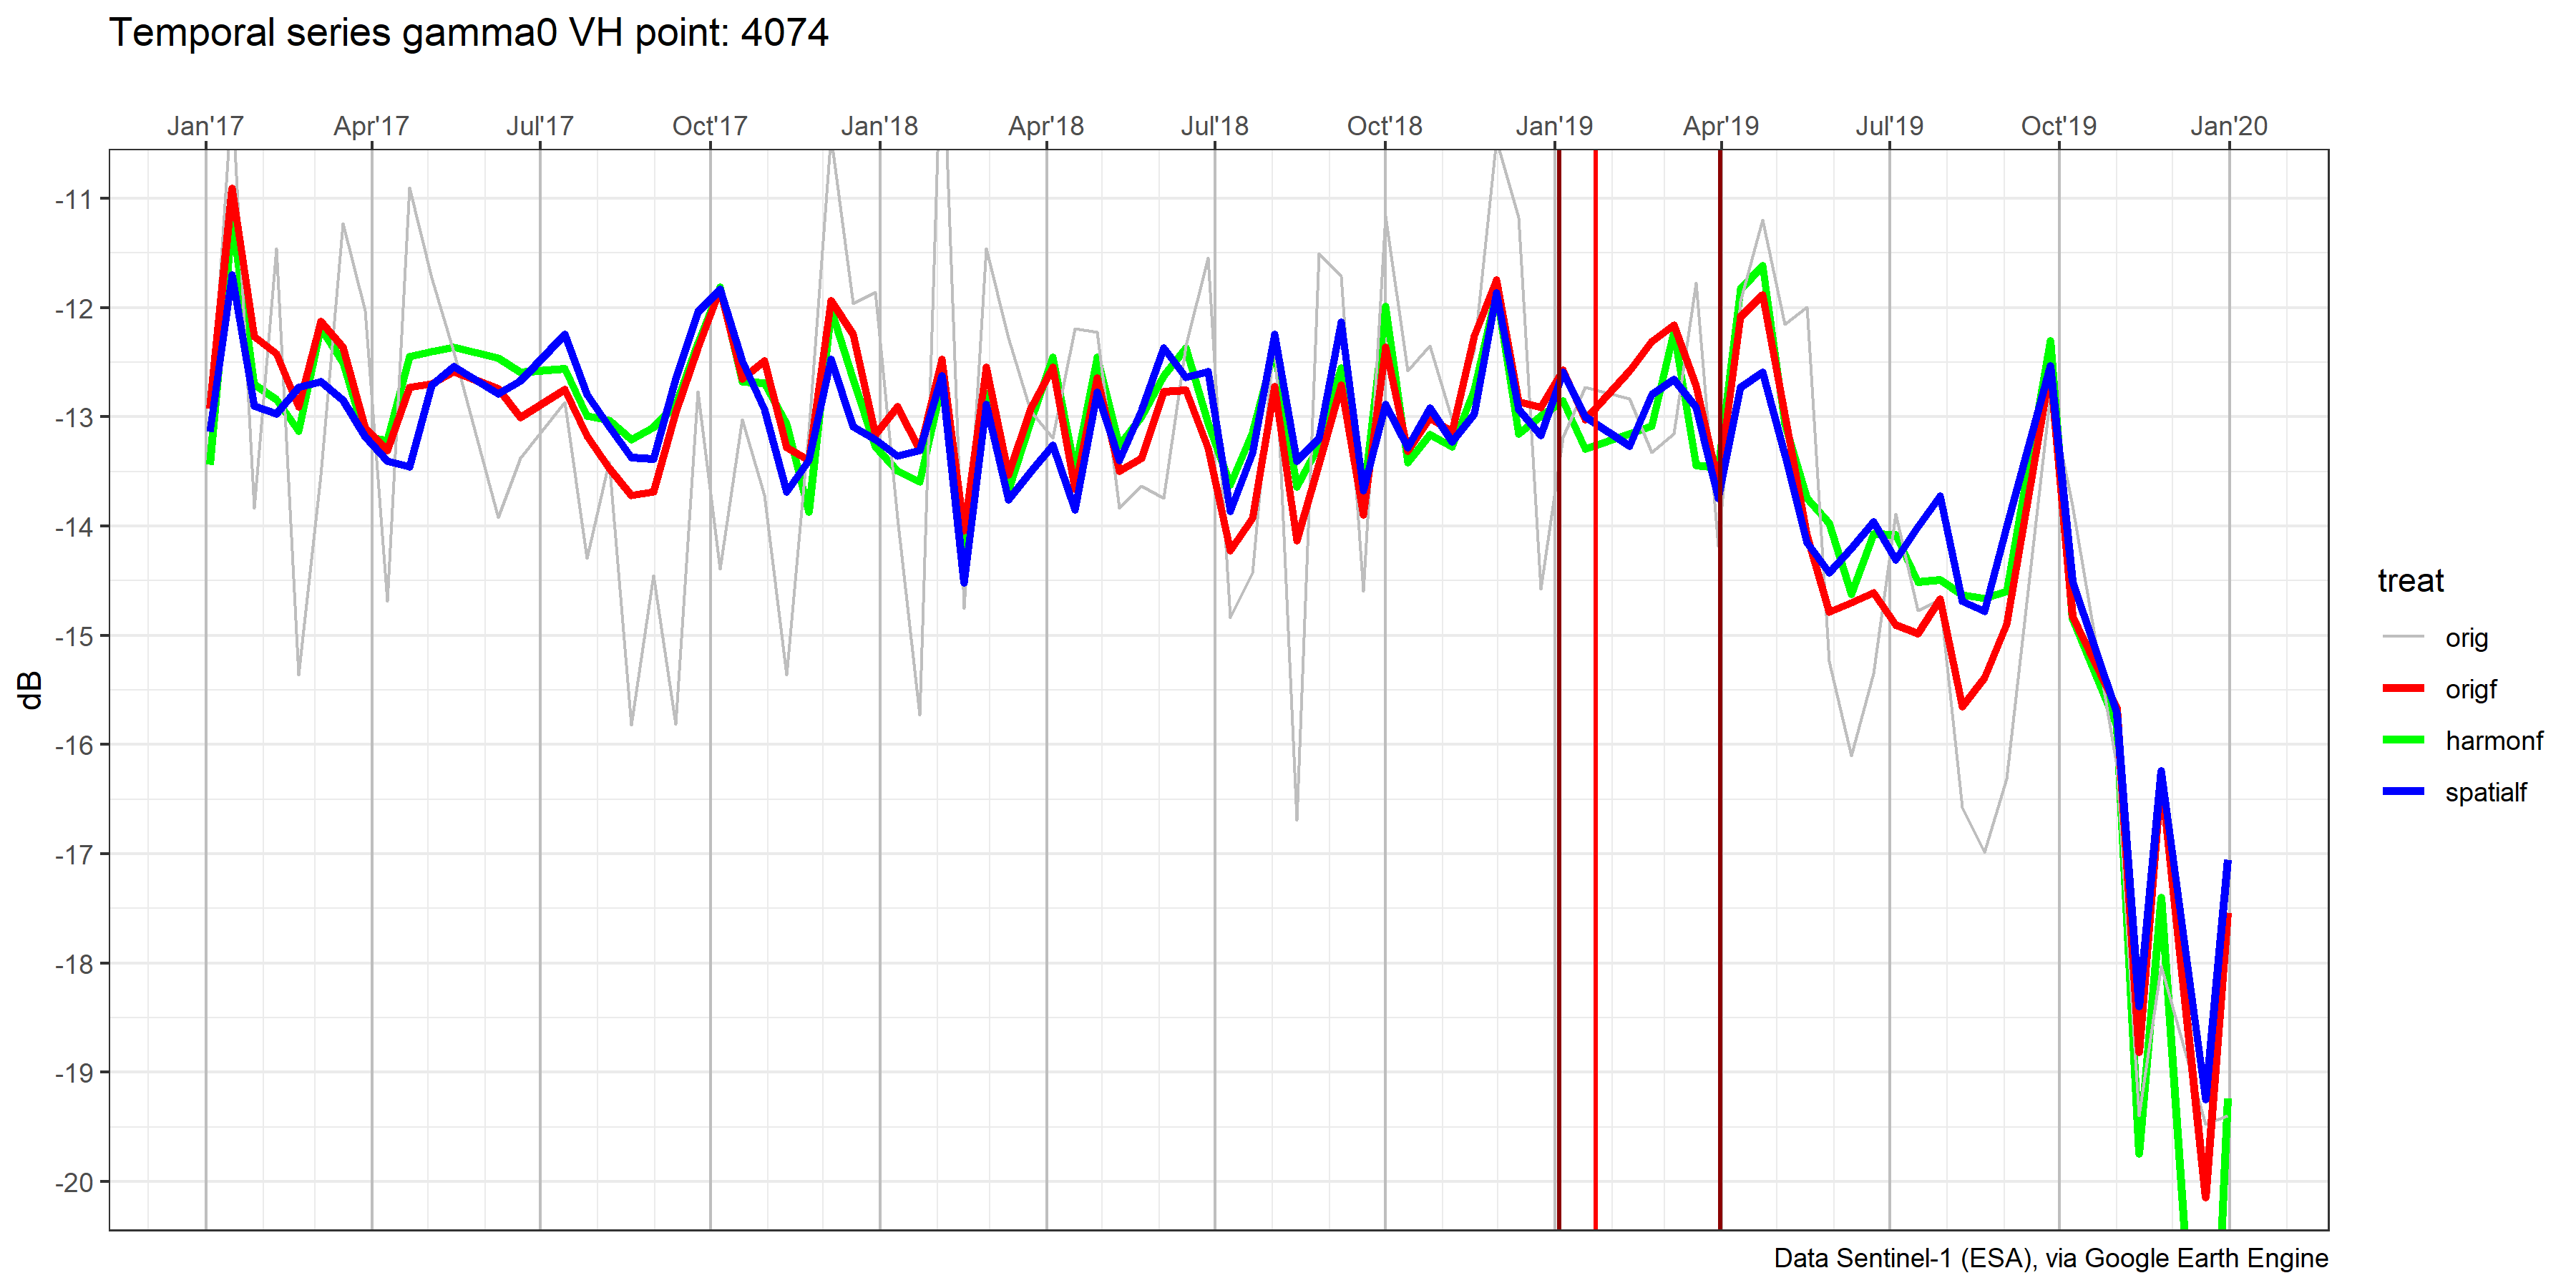 Temporal series gamma0 VH point: 4074
Jan'17 Apr'17 Jul'17 Oct'17 Jan'18 Apr'18 Jul'18 Oct'18 Jan'19 Apr'19 Jul'19 Oct'19 Jan'20
-11
-12
-13
-14
-15
-16
-17
-18
-19
-20
dB
treat
orig
origf
harmonf
spatialf
Data Sentinel-1 (ESA), via Google Earth Engine